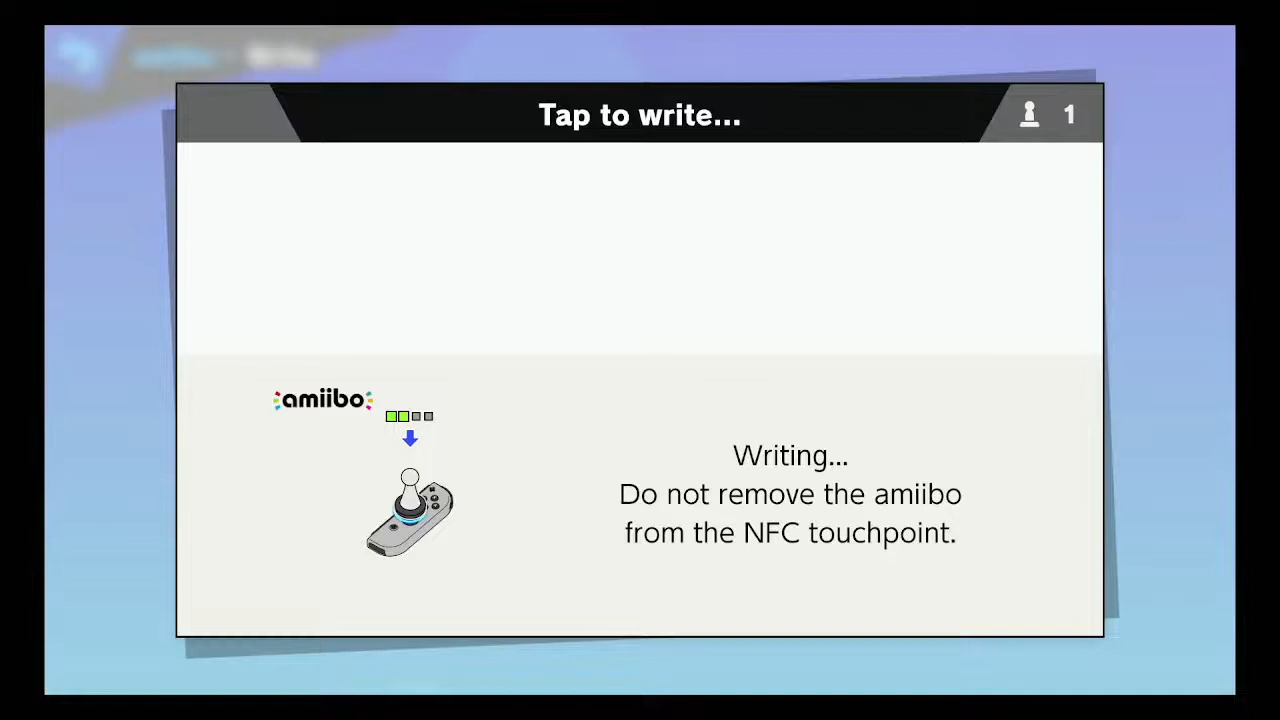 Tap to write...
1
amiibo
Writing...
Do not remove the amiibo
from the NFC touchpoint.